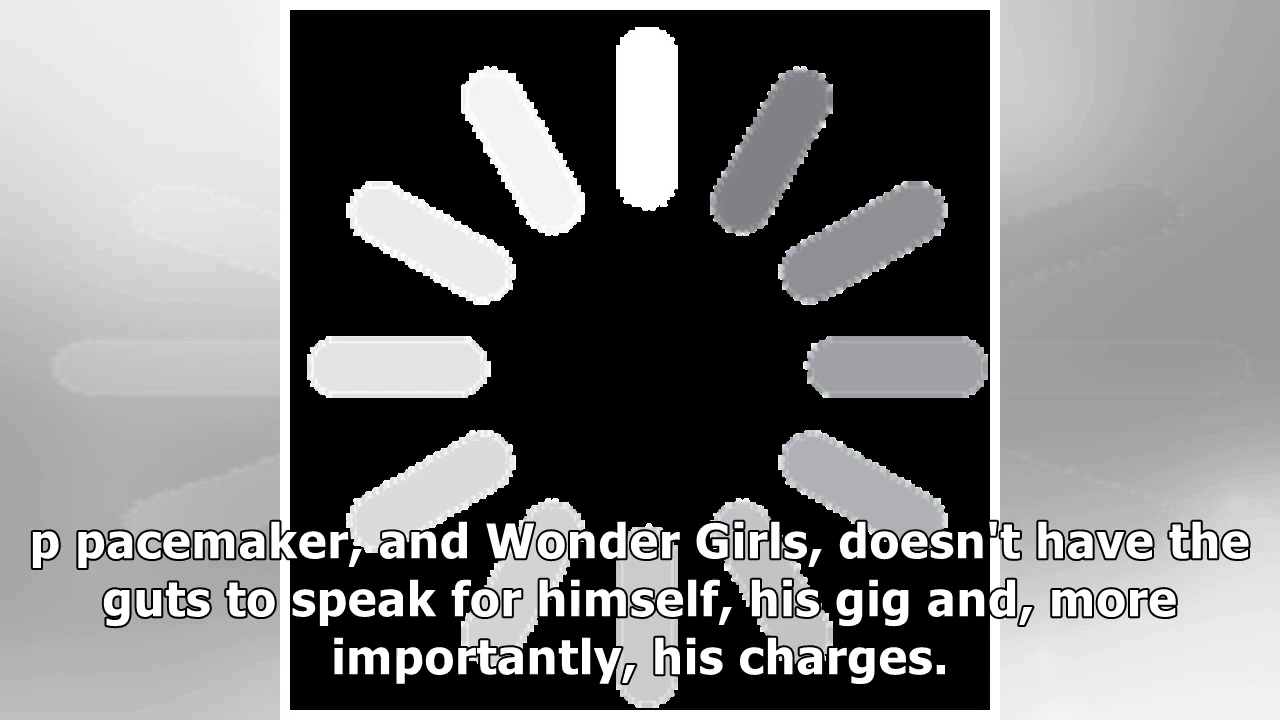 p pacemaker, and Wonder Girls, doesn't have the
guts to speak for himself, his gig and, more
importantly, his charges.